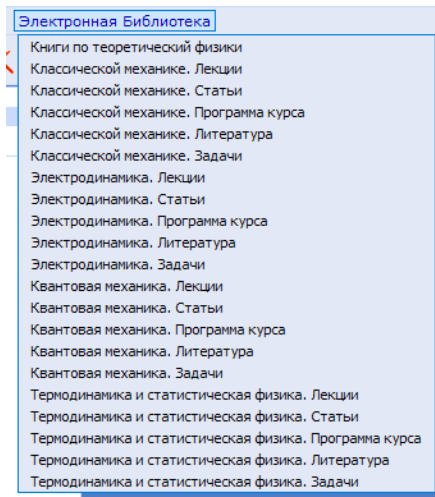 Электронная Библиотека
Книги по теоретический физики
Классической механике. Лекции
Классической механике. Статьи
Классической механике. Программа курса
Классической механике. Литература
Классической механике. Задачи
Электродинамика. Лекции
Электродинамика. Статьи
Электродинамика. Программа курса
Электродинамика. Литература
Электродинамика. Задачи
Квантовая механика. Лекции
Квантовая механика. Статьи
Квантовая механика. Программа курса
Квантовая механика. Литература
Квантовая механика. Задачи
Термодинамика и статистическая физика. Лекции
Термодинамика и статистическая физика. Статьи
Термодинамика и статистическая физика. Программа курса
Термодинамика и статистическая физика. Литература
Термодинамика и статистическая физика. Задачи